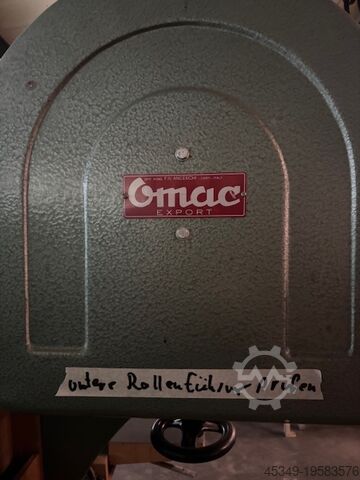 Omac
EXPORT
untere Rollenführung prüfen
45349-19583576